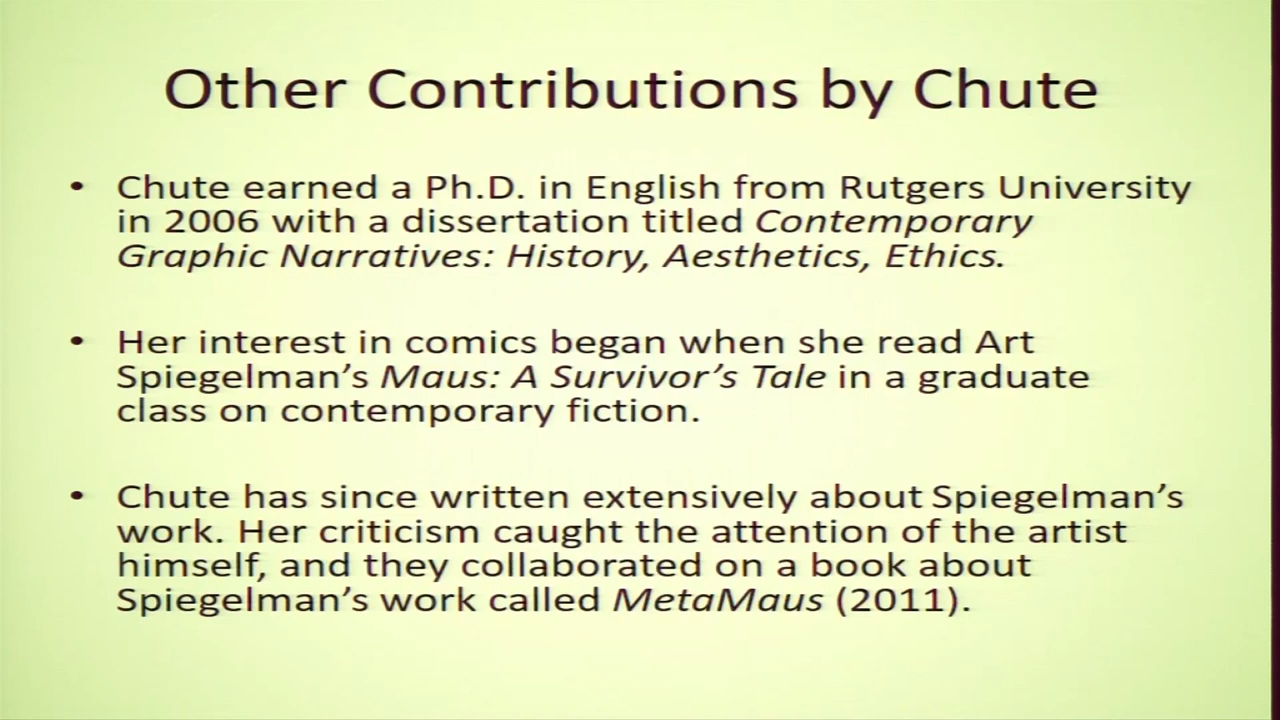 Other Contributions by Chute
• Chute earned a Ph.D. in English from Rutgers University
in 2006 with a dissertation titled Contemporary
Graphic Narratives: History, Aesthetics, Ethics.
• Her interest in comics began when she read Art
Spiegelman’s Maus: A Survivor’s Tale in a graduate
class on contemporary fiction.
• Chute has since written extensively about Spiegelman’s
work. Her criticism caught the attention of the artist
himself, and they collaborated on a book about
Spiegelman’s work called MetaMaus (2011).